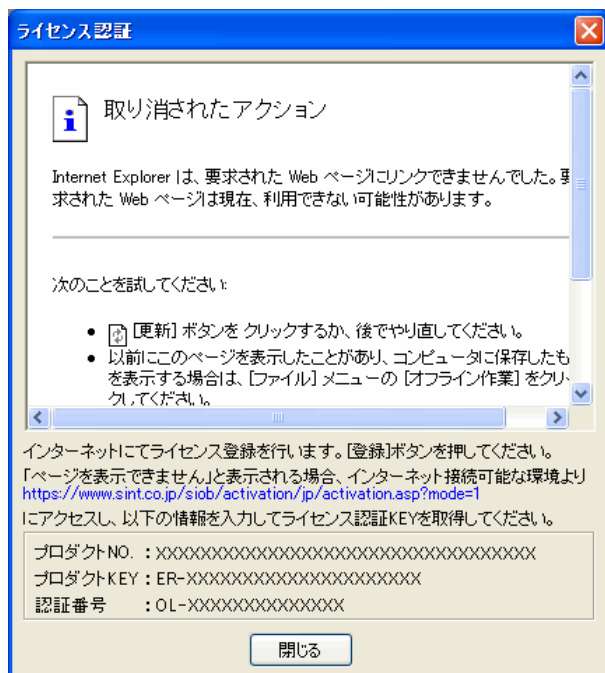 ライセンス認証
取り消されたアクション
Internet Explorer は、要求された Web ページにリンクできませんでした。要
求された Web ページは現在、利用できない可能性があります。
次のことを試してください:
[更新] ボタンを クリックするか、後でやり直してください。
以前にこのページを表示したことがあり、コンピュータに保存したも
を表示する場合は、[ファイル] メニューの [オフライン作業] をクリッ
クしてください。
インターネットにてライセンス登録を行います。[登録]ボタンを押してください。
「ページを表示できません」と表示される場合、インターネット接続可能な環境より
https://www.sint.co.jp/siob/activation/jp/activation.asp?mode=1
にアクセスし、以下の情報を入力してライセンス認証KEYを取得してください。
プロダクトNO. : XXXXXXXXXXXXXXXXXXXXXXXXXXXXXXXXXX
プロダクトKEY : ER-XXXXXXXXXXXXXXXXXXXXX
認証番号 : OL-XXXXXXXXXXXXXX
閉じる